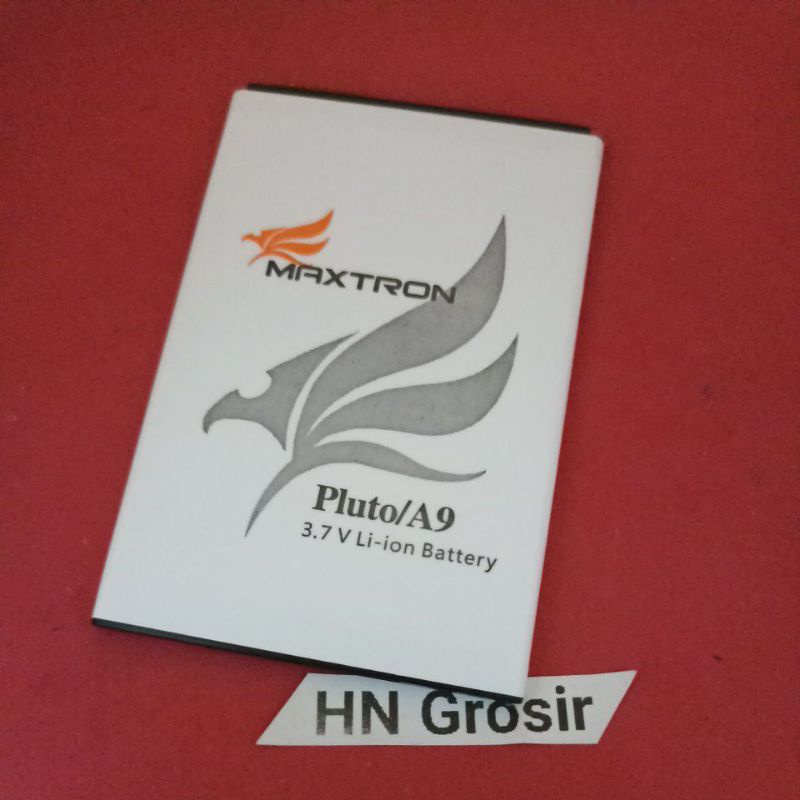 MAXTRON
Pluto/A9
3.7 V Li-ion Battery
HN Grosir